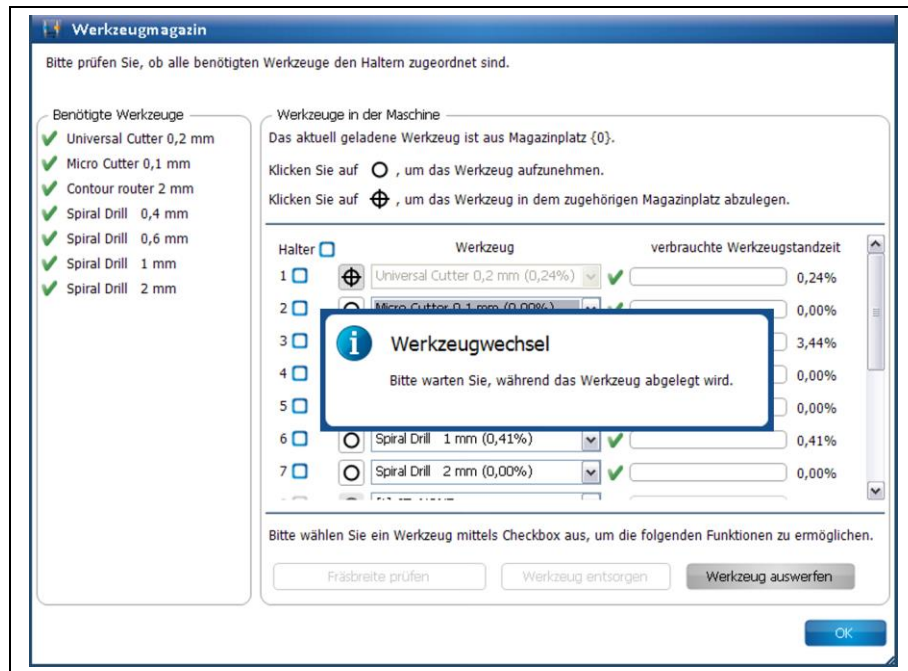 Werkzeugmagazin
Bitte prüfen Sie, ob alle benötigten Werkzeuge den Haltern zugeordnet sind.
Benötigte Werkzeuge
Universal Cutter 0,2 mm
Micro Cutter 0,1 mm
Contour router 2 mm
Spiral Drill 0,4 mm
Spiral Drill 0,6 mm
Spiral Drill 1 mm
Spiral Drill 2 mm
Werkzeuge in der Maschine
Das aktuell geladene Werkzeug ist aus Magazinplatz {0}.
Klicken Sie auf , um das Werkzeug aufzunehmen.
Klicken Sie auf , um das Werkzeug in dem zugehörigen Magazinplatz abzulegen.
Halter Werkzeug verbrauchte Werkzeugstandzeit
1 Universal Cutter 0,2 mm (0,24%) 0,24%
2 Micro Cutter 0,1 mm (0,00%) 0,00%
3 3,44%
4 0,00%
5 0,00%
Werkzeugwechsel
Bitte warten Sie, während das Werkzeug abgelegt wird.
6 Spiral Drill 1 mm (0,41%) 0,41%
7 Spiral Drill 2 mm (0,00%) 0,00%
Bitte wählen Sie ein Werkzeug mittels Checkbox aus, um die folgenden Funktionen zu ermöglichen.
Fräsbreite prüfen Werkzeug entsorgen Werkzeug auswerfen
OK